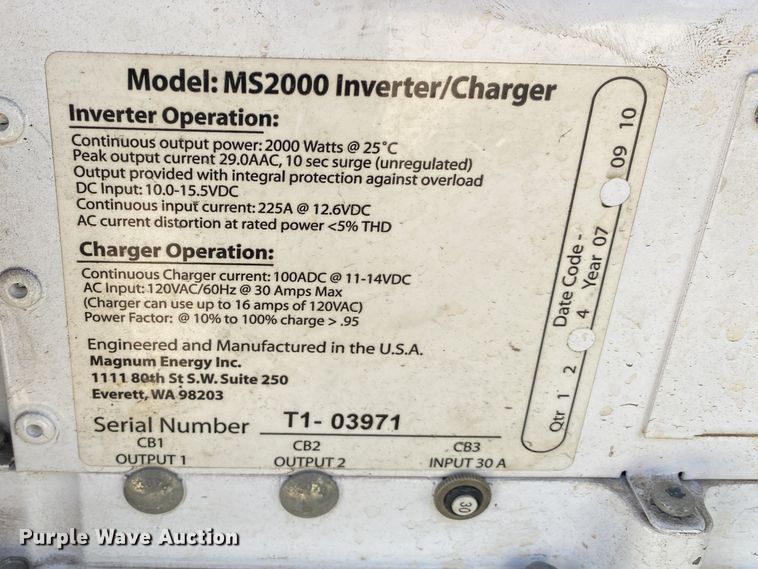 Model: MS2000 Inverter/Charger
Inverter Operation:
Continuous output power: 2000 Watts @ 25°C
Peak output current 29.0AAC, 10 sec surge (unregulated)
Output provided with integral protection against overload
DC Input: 10.0-15.5VDC
Continuous input current: 225A @ 12.6VDC
AC current distortion at rated power <5% THD
Charger Operation:
Continuous Charger current: 100ADC @ 11-14VDC
AC Input: 120VAC/60Hz @ 30 Amps Max
(Charger can use up to 16 amps of 120VAC)
Power Factor: @ 10% to 100% charge > .95
Engineered and Manufactured in the U.S.A.
Magnum Energy Inc.
1111 80th St S.W. Suite 250
Everett, WA 98203
Serial Number T1- 03971
CB1 CB2 CB3
OUTPUT 1 OUTPUT 2 INPUT 30 A
30
Date Code -
Qtr 1 2 4 Year 07 09 10
Purple Wave Auction